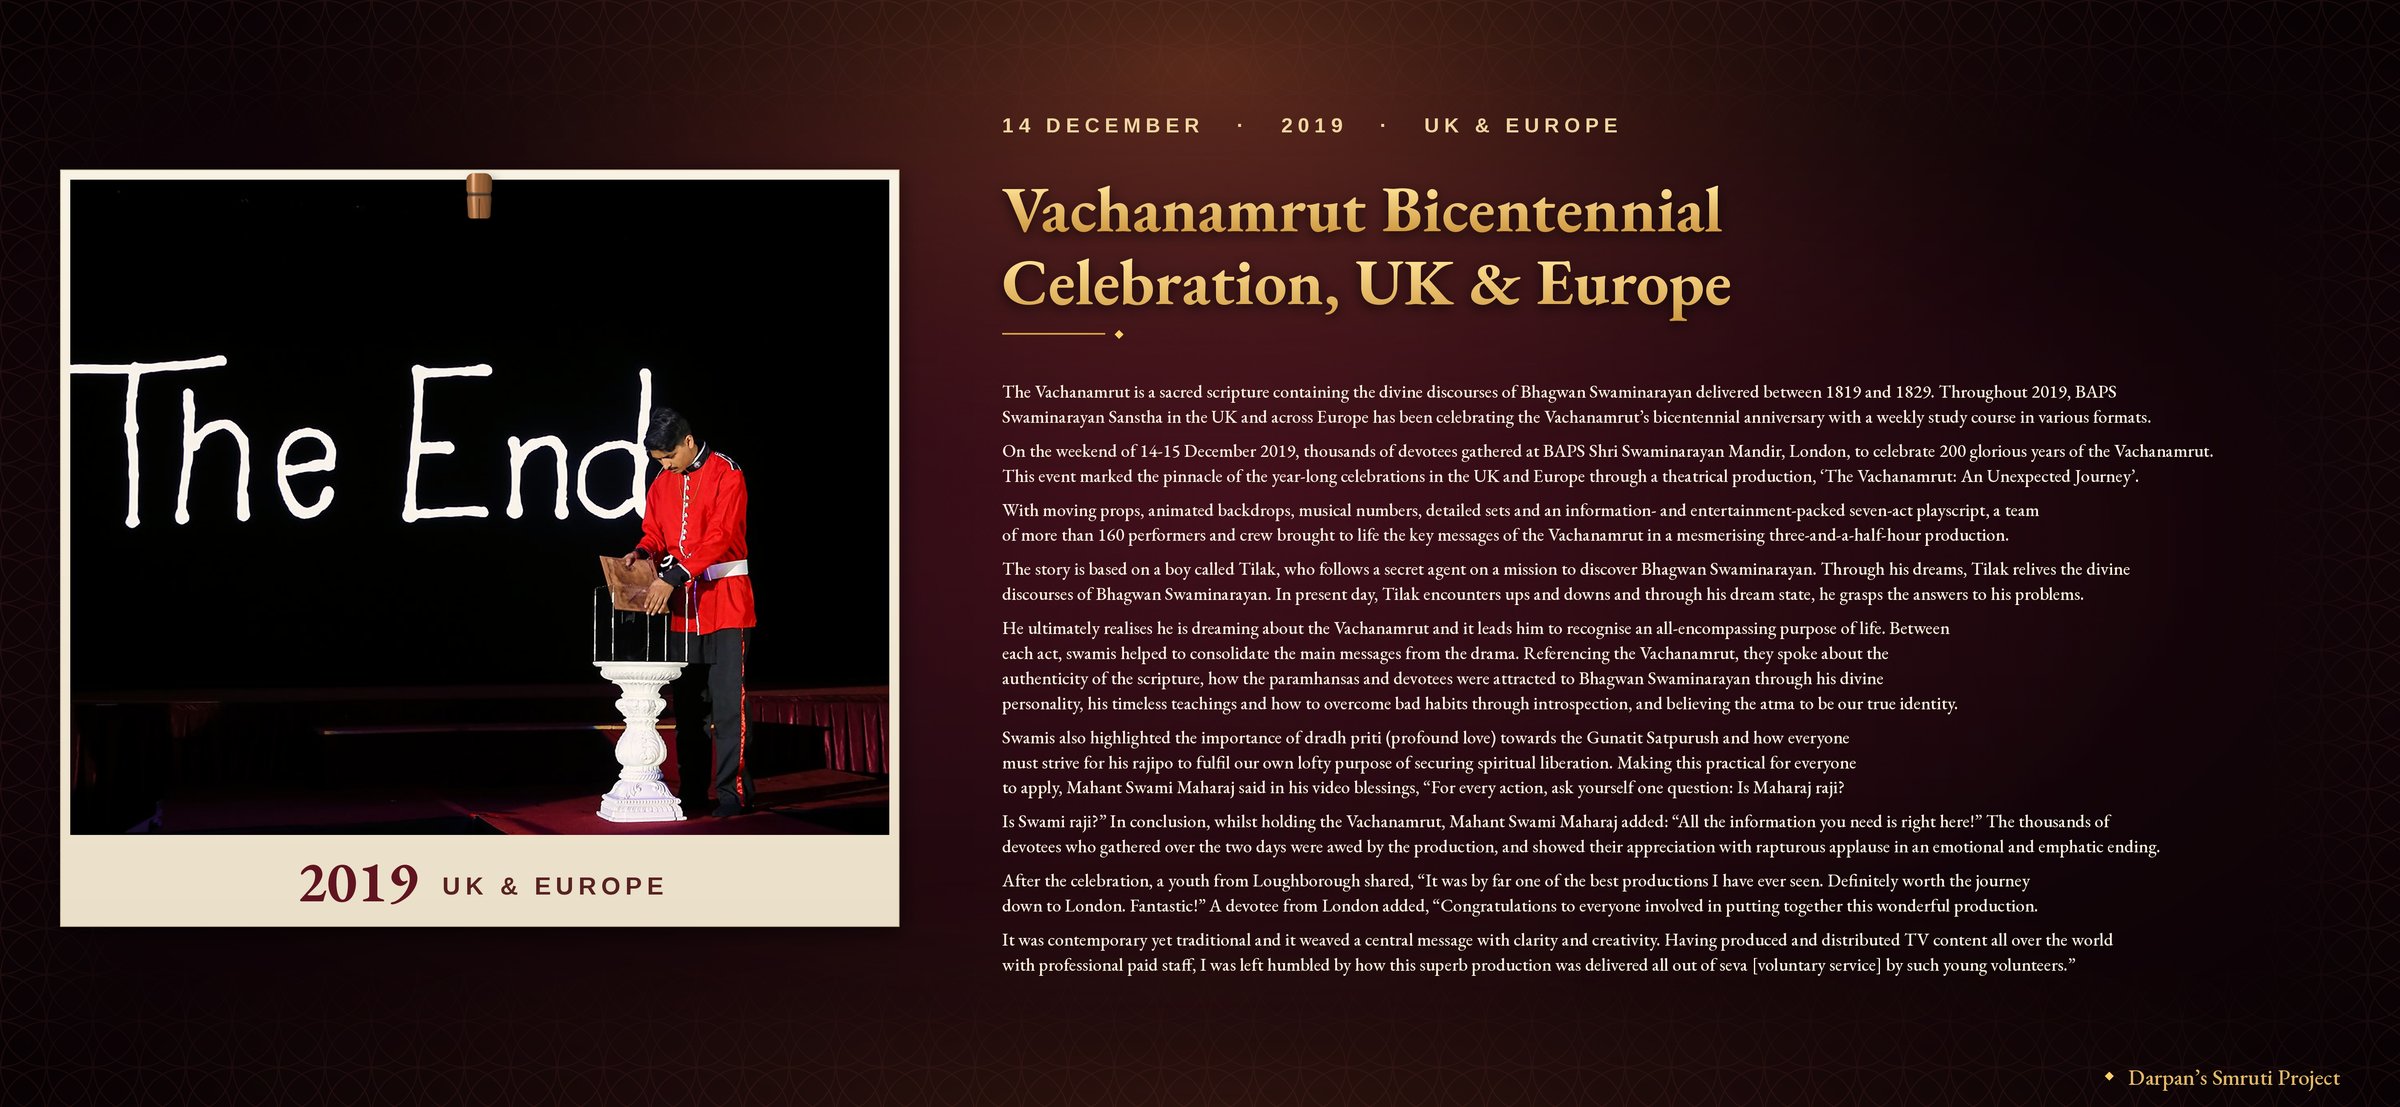 The End
2019 UK & EUROPE
14 DECEMBER · 2019 · UK & EUROPE
Vachanamrut Bicentennial
Celebration, UK & Europe
The Vachanamrut is a sacred scripture containing the divine discourses of Bhagwan Swaminarayan delivered between 1819 and 1829. Throughout 2019, BAPS
Swaminarayan Sanstha in the UK and across Europe has been celebrating the Vachanamrut’s bicentennial anniversary with a weekly study course in various formats.
On the weekend of 14-15 December 2019, thousands of devotees gathered at BAPS Shri Swaminarayan Mandir, London, to celebrate 200 glorious years of the Vachanamrut.
This event marked the pinnacle of the year-long celebrations in the UK and Europe through a theatrical production, ‘The Vachanamrut: An Unexpected Journey’.
With moving props, animated backdrops, musical numbers, detailed sets and an information- and entertainment-packed seven-act playscript, a team
of more than 160 performers and crew brought to life the key messages of the Vachanamrut in a mesmerising three-and-a-half-hour production.
The story is based on a boy called Tilak, who follows a secret agent on a mission to discover Bhagwan Swaminarayan. Through his dreams, Tilak relives the divine
discourses of Bhagwan Swaminarayan. In present day, Tilak encounters ups and downs and through his dream state, he grasps the answers to his problems.
He ultimately realises he is dreaming about the Vachanamrut and it leads him to recognise an all-encompassing purpose of life. Between
each act, swamis helped to consolidate the main messages from the drama. Referencing the Vachanamrut, they spoke about the
authenticity of the scripture, how the paramhansas and devotees were attracted to Bhagwan Swaminarayan through his divine
personality, his timeless teachings and how to overcome bad habits through introspection, and believing the atma to be our true identity.
Swamis also highlighted the importance of dradh priti (profound love) towards the Gunatit Satpurush and how everyone
must strive for his rajipo to fulfil our own lofty purpose of securing spiritual liberation. Making this practical for everyone
to apply, Mahant Swami Maharaj said in his video blessings, “For every action, ask yourself one question: Is Maharaj raji?
Is Swami raji?” In conclusion, whilst holding the Vachanamrut, Mahant Swami Maharaj added: “All the information you need is right here!” The thousands of
devotees who gathered over the two days were awed by the production, and showed their appreciation with rapturous applause in an emotional and emphatic ending.
After the celebration, a youth from Loughborough shared, “It was by far one of the best productions I have ever seen. Definitely worth the journey
down to London. Fantastic!” A devotee from London added, “Congratulations to everyone involved in putting together this wonderful production.
It was contemporary yet traditional and it weaved a central message with clarity and creativity. Having produced and distributed TV content all over the world
with professional paid staff, I was left humbled by how this superb production was delivered all out of seva [voluntary service] by such young volunteers.”
Darpan’s Smruti Project